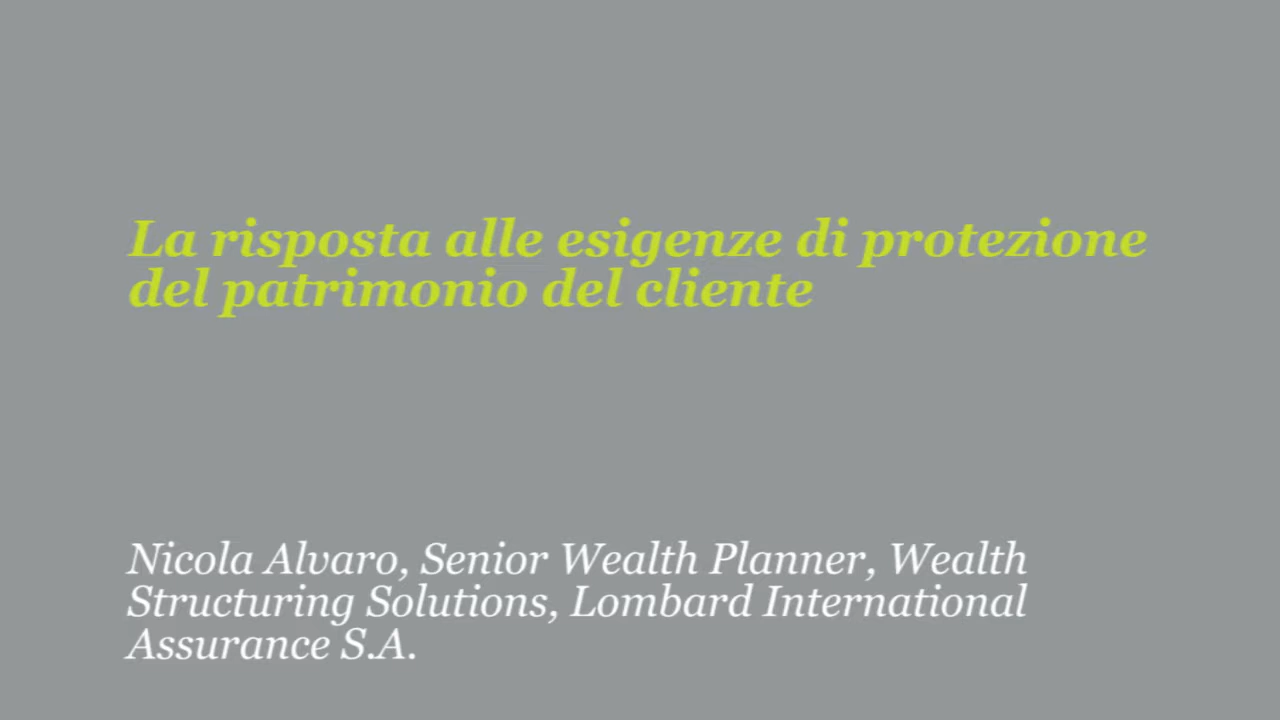 La risposta alle esigenze di protezione
del patrimonio del cliente
Nicola Alvaro, Senior Wealth Planner, Wealth
Structuring Solutions, Lombard International
Assurance S.A.